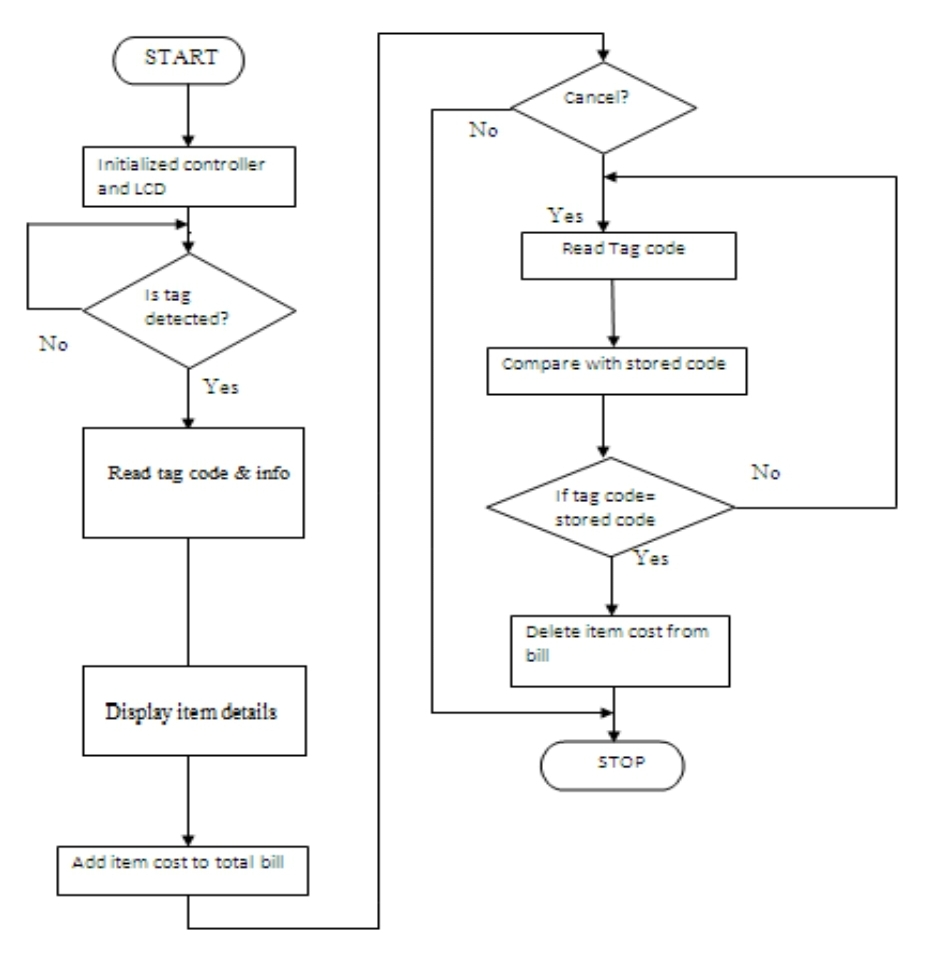 START
Initialized controller
and LCD
Is tag
detected?
No
Yes
Read tag code & info
Display item details
Add item cost to total bill
Cancel?
No
Yes
Read Tag code
Compare with stored code
If tag code=
stored code
No
Yes
Delete item cost from
bill
STOP